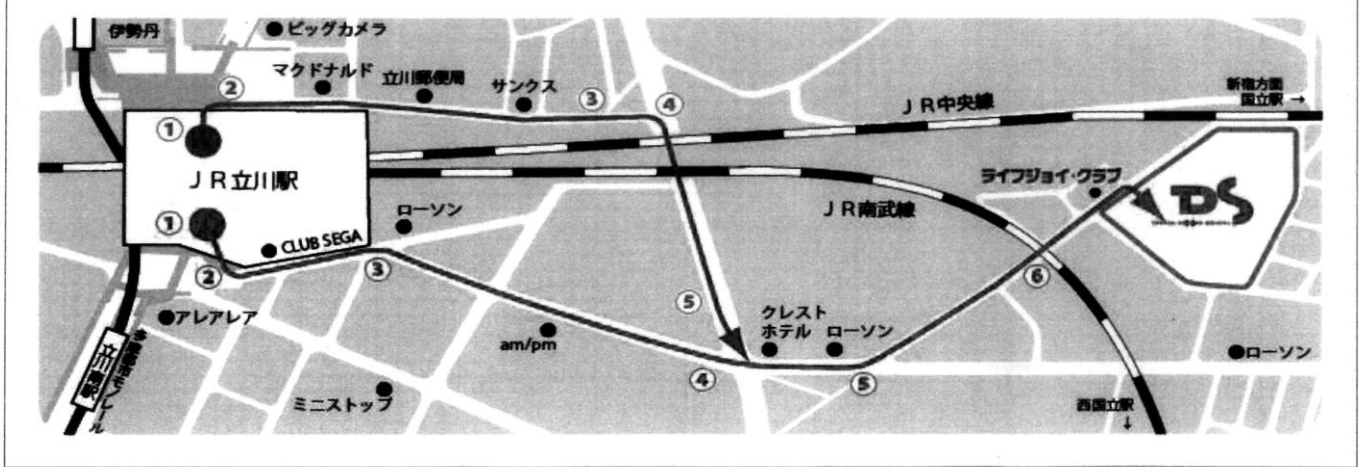 伊勢丹
ビッグカメラ
マクドナルド
立川郵便局
サンクス
②
③
④
①
JR中央線
新宿方面
国立駅 →
JR立川駅
ライフジョイ・クラブ
TDS
JR南武線
①
ローソン
CLUB SEGA
②
③
⑥
アレアレア
⑤
クレスト
ホテル
ローソン
am/pm
④
⑤
ローソン
立川南駅
多摩都市モノレール
ミニストップ
西国立駅
↓